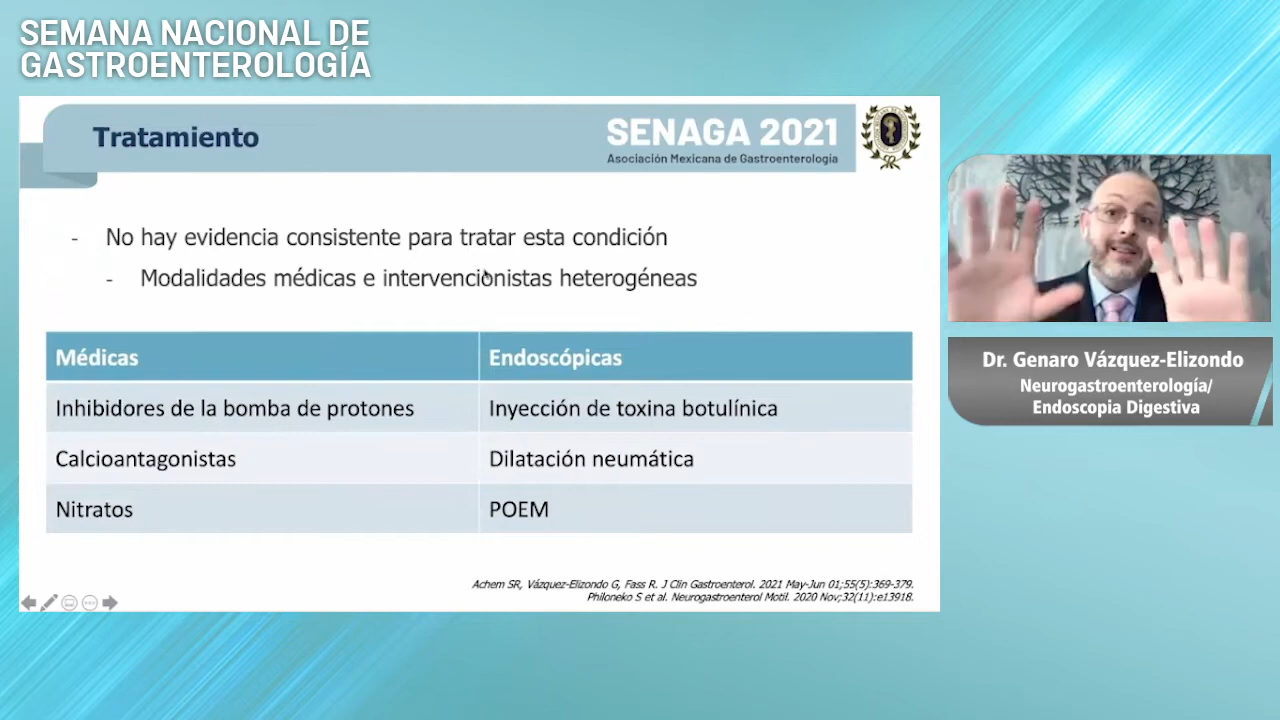 SEMANA NACIONAL DE
GASTROENTEROLOGÍA
Tratamiento
SENAGA 2021
Asociación Mexicana de Gastroenterología
- No hay evidencia consistente para tratar esta condición
- Modalidades médicas e intervencionistas heterogéneas
Médicas
Endoscópicas
Inhibidores de la bomba de protones
Inyección de toxina botulínica
Calcioantagonistas
Dilatación neumática
Nitratos
POEM
Achem SR, Vázquez-Elizondo G, Fass R. J Clin Gastroenterol. 2021 May-Jun 01;55(5):369-379.
Philoneko S et al. Neurogastroenterol Motil. 2020 Nov;32(11):e13918.
Dr. Genaro Vázquez-Elizondo
Neurogastroenterología/
Endoscopia Digestiva